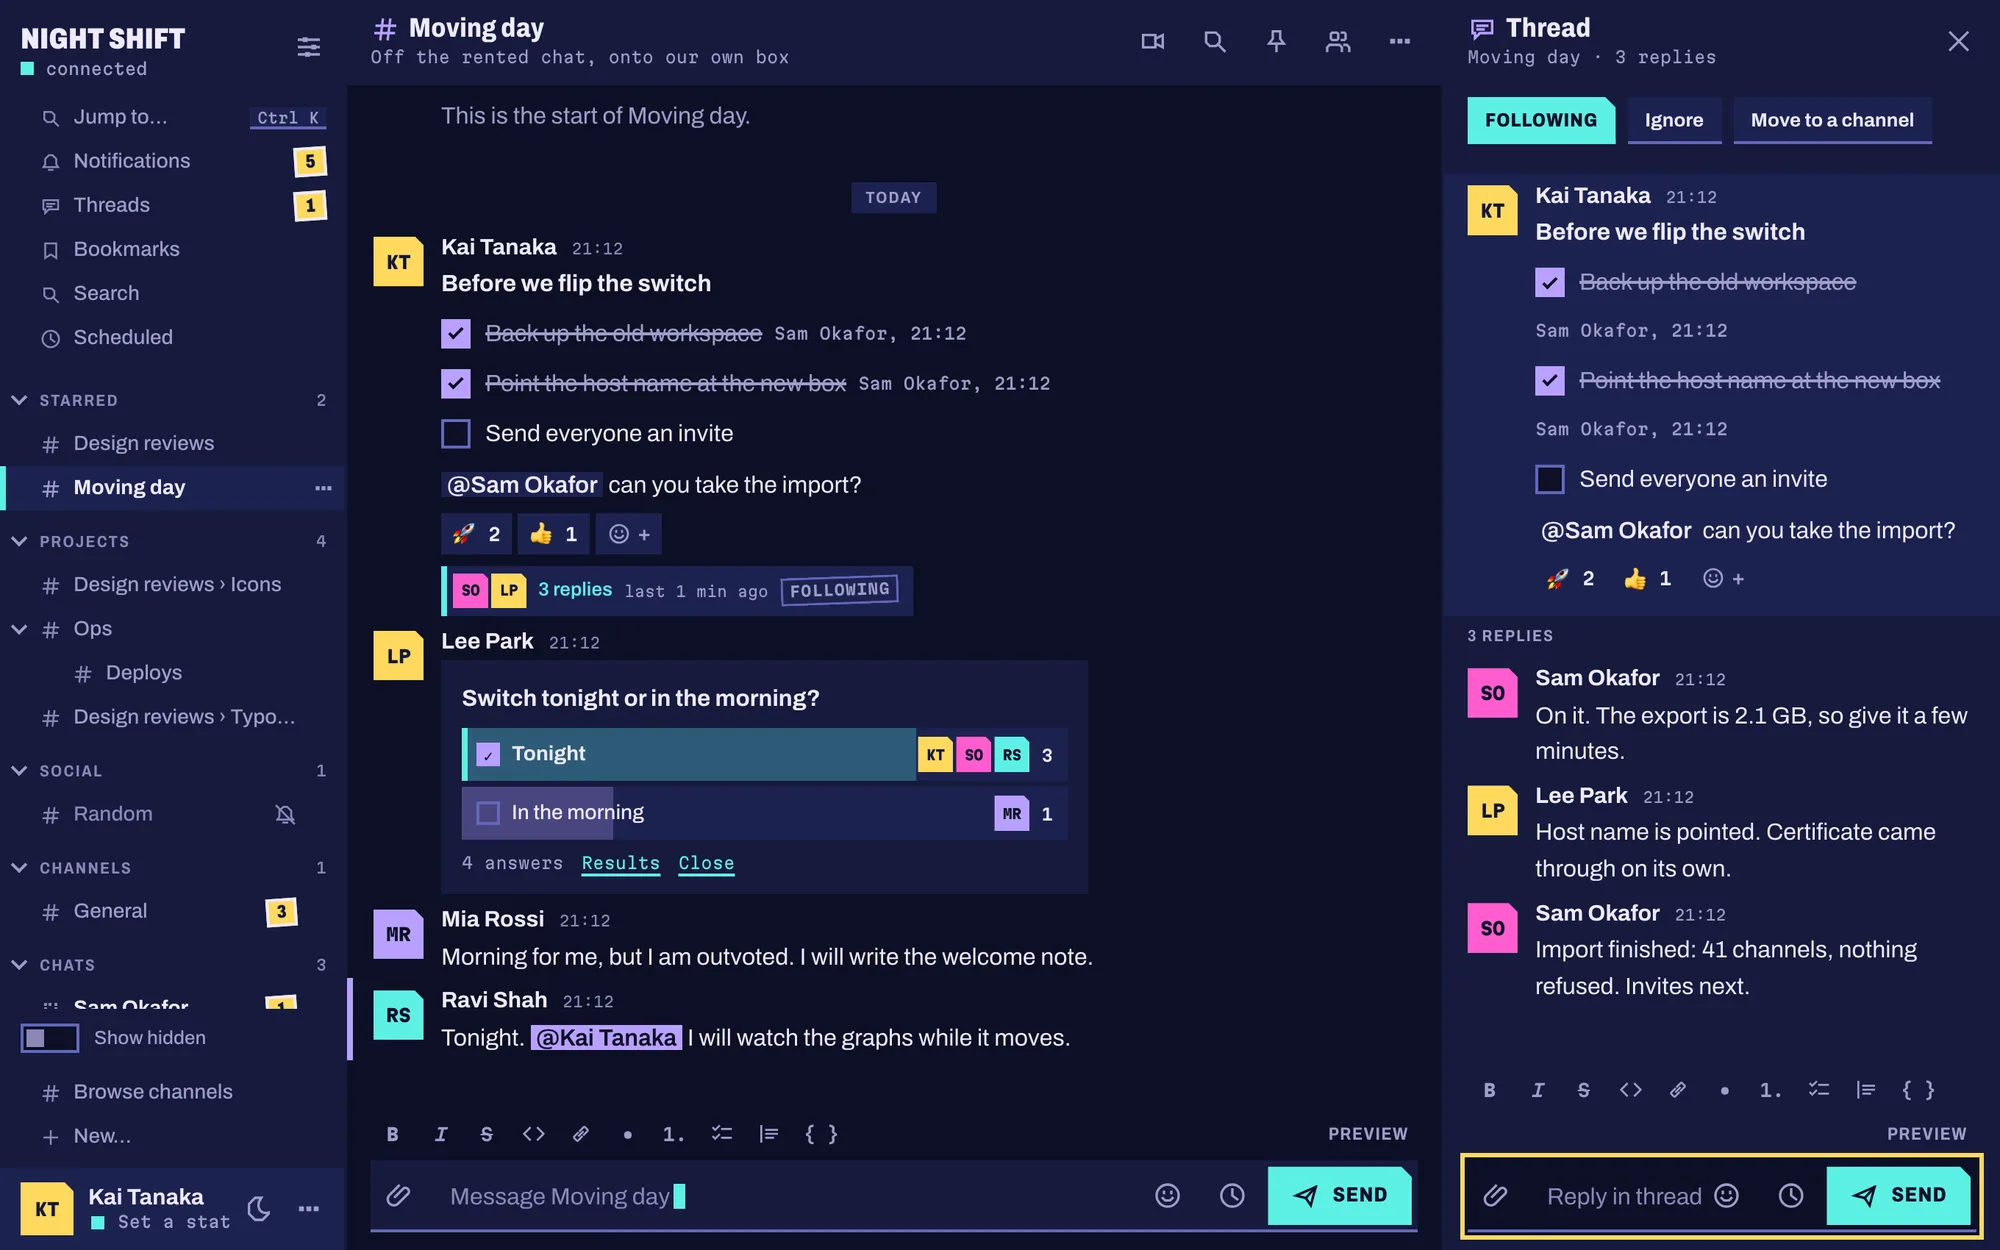 NIGHT SHIFT
connected
Jump to...
Ctrl K
Notifications
5
Threads
1
Bookmarks
Search
Scheduled
STARRED
2
Design reviews
Moving day
PROJECTS
4
Design reviews › Icons
Ops
Deploys
Design reviews › Typo...
SOCIAL
1
Random
CHANNELS
1
General
3
CHATS
3
Sam Okafor
1
Show hidden
Browse channels
New...
KT
Kai Tanaka
Set a stat
# Moving day
Off the rented chat, onto our own box
This is the start of Moving day.
TODAY
KT
Kai Tanaka 21:12
Before we flip the switch
Back up the old workspace Sam Okafor, 21:12
Point the host name at the new box Sam Okafor, 21:12
Send everyone an invite
@Sam Okafor can you take the import?
🚀 2 👍 1 +
SO LP 3 replies last 1 min ago FOLLOWING
LP
Lee Park 21:12
Switch tonight or in the morning?
Tonight KT SO RS 3
In the morning MR 1
4 answers Results Close
MR
Mia Rossi 21:12
Morning for me, but I am outvoted. I will write the welcome note.
RS
Ravi Shah 21:12
Tonight. @Kai Tanaka I will watch the graphs while it moves.
B I S <> • 1. { }
PREVIEW
Message Moving day
SEND
Thread
Moving day · 3 replies
FOLLOWING
Ignore
Move to a channel
KT
Kai Tanaka 21:12
Before we flip the switch
Back up the old workspace
Sam Okafor, 21:12
Point the host name at the new box
Sam Okafor, 21:12
Send everyone an invite
@Sam Okafor can you take the import?
🚀 2 👍 1 +
3 REPLIES
SO
Sam Okafor 21:12
On it. The export is 2.1 GB, so give it a few
minutes.
LP
Lee Park 21:12
Host name is pointed. Certificate came
through on its own.
SO
Sam Okafor 21:12
Import finished: 41 channels, nothing
refused. Invites next.
B I S <> • 1. { }
PREVIEW
Reply in thread
SEND